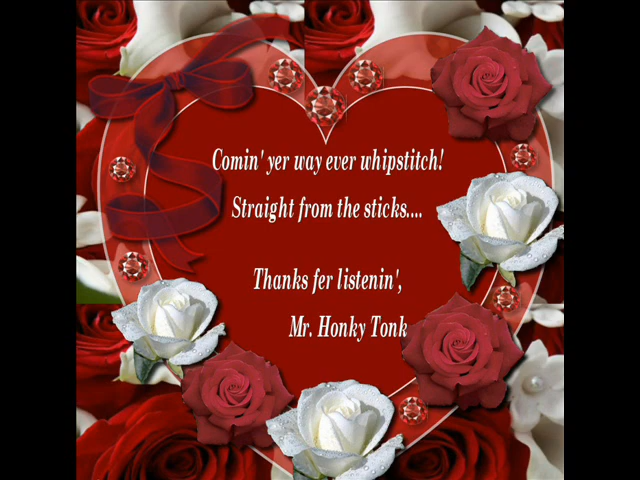 Comin' yer way ever whipstitch!
Straight from the sticks....
Thanks fer listenin',
Mr. Honky Tonk